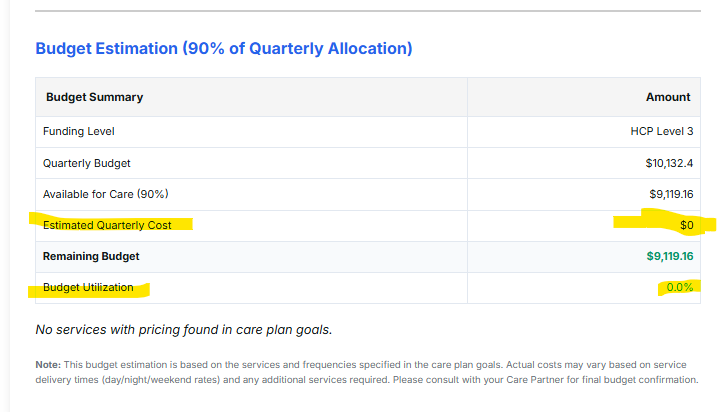 Budget Estimation (90% of Quarterly Allocation)
Budget Summary Amount
Funding Level HCP Level 3
Quarterly Budget $10,132.4
Available for Care (90%) $9,119.16
Estimated Quarterly Cost $0
Remaining Budget $9,119.16
Budget Utilization 0.0%
No services with pricing found in care plan goals.
Note: This budget estimation is based on the services and frequencies specified in the care plan goals. Actual costs may vary based on service
delivery times (day/night/weekend rates) and any additional services required. Please consult with your Care Partner for final budget confirmation.